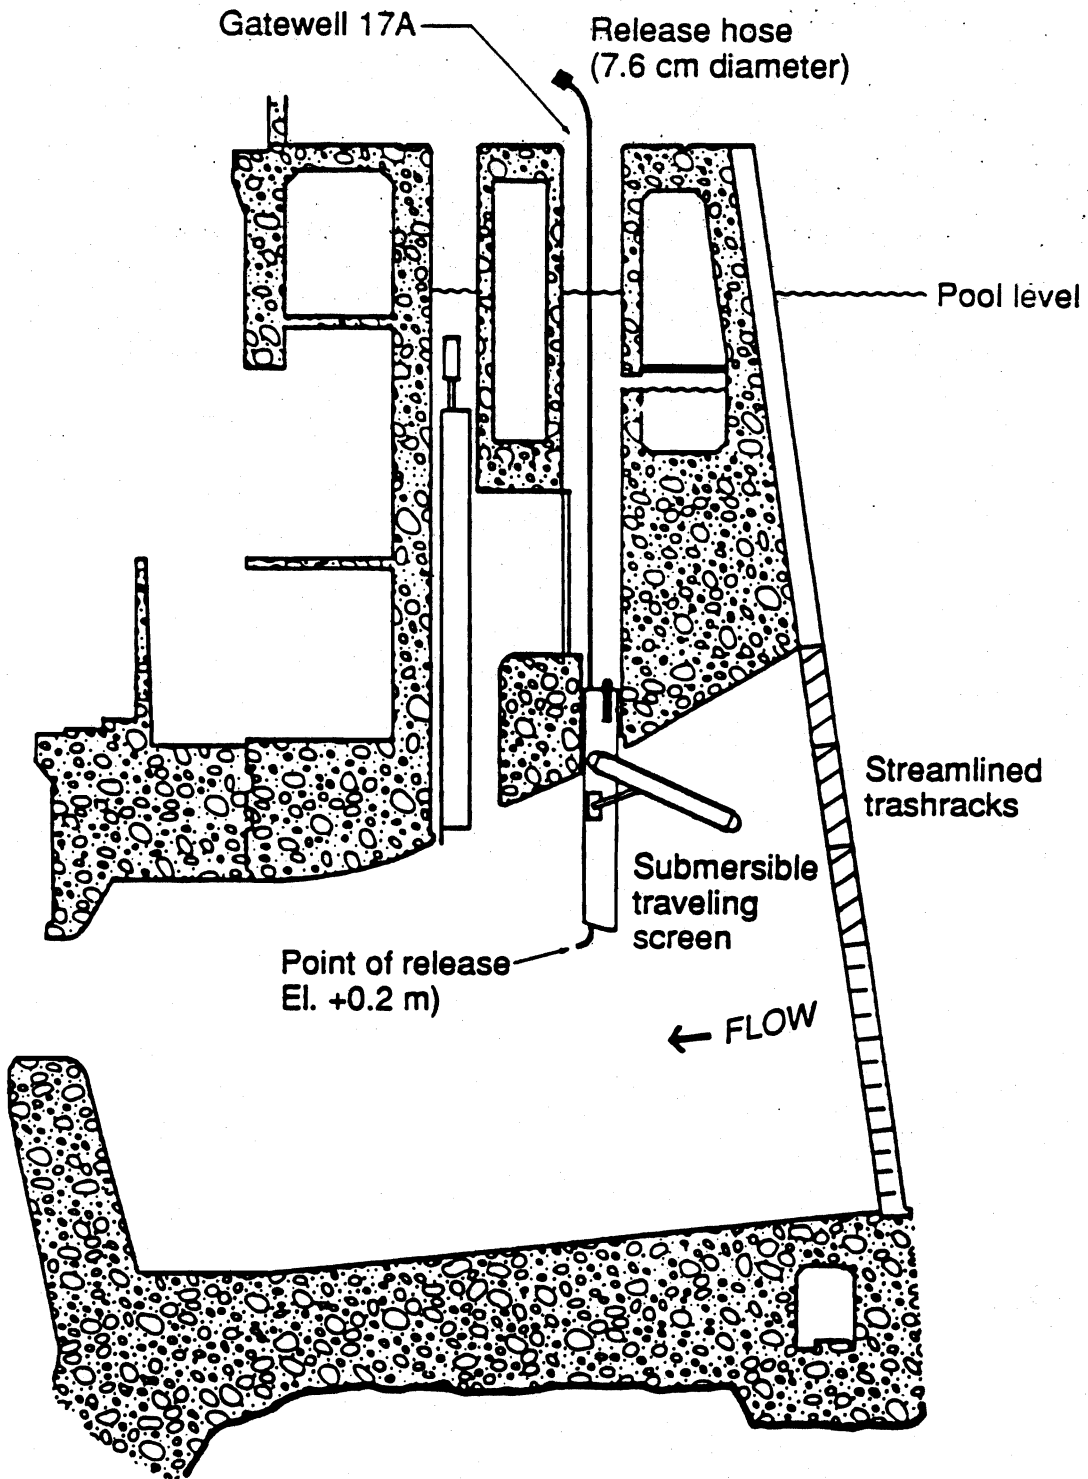 Gatewell 17A
Release hose
(7.6 cm diameter)
Pool level
Streamlined
trashracks
Submersible
traveling
screen
Point of release
El. +0.2 m)
← FLOW